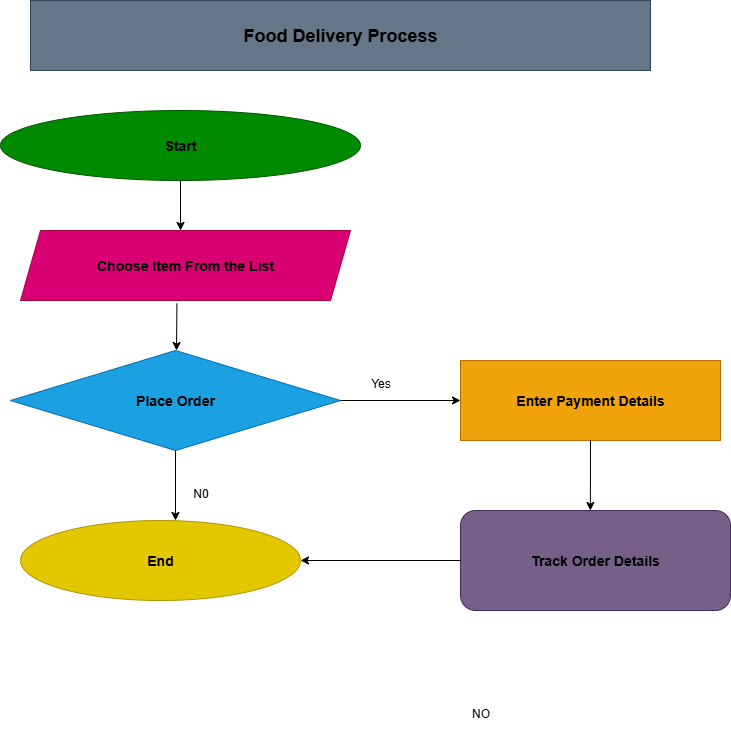 Food Delivery Process
Start
Choose Item From the List
Place Order
Yes
Enter Payment Details
N0
End
Track Order Details
NO